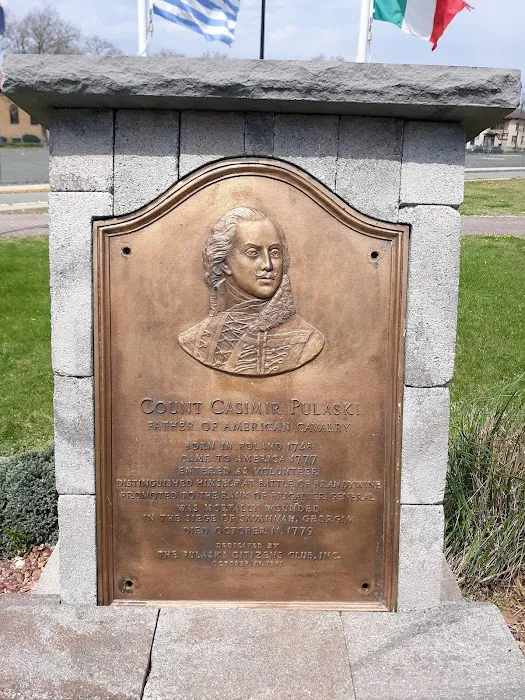 COUNT CASIMIR PULASKI
FATHER OF AMERICAN CAVALRY
BORN IN POLAND 1748
CAME TO AMERICA 1777
ENTERED AS VOLUNTEER
DISTINGUISHED HIMSELF AT BATTLE OF BRANDYWINE
PROMOTED TO THE RANK OF BRIGADIER GENERAL
WAS MORTALLY WOUNDED
IN THE SIEGE OF SAVANNAH, GEORGIA
DIED OCTOBER 11, 1779
DEDICATED BY
THE PULASKI CITIZENS CLUB, INC.
OCTOBER